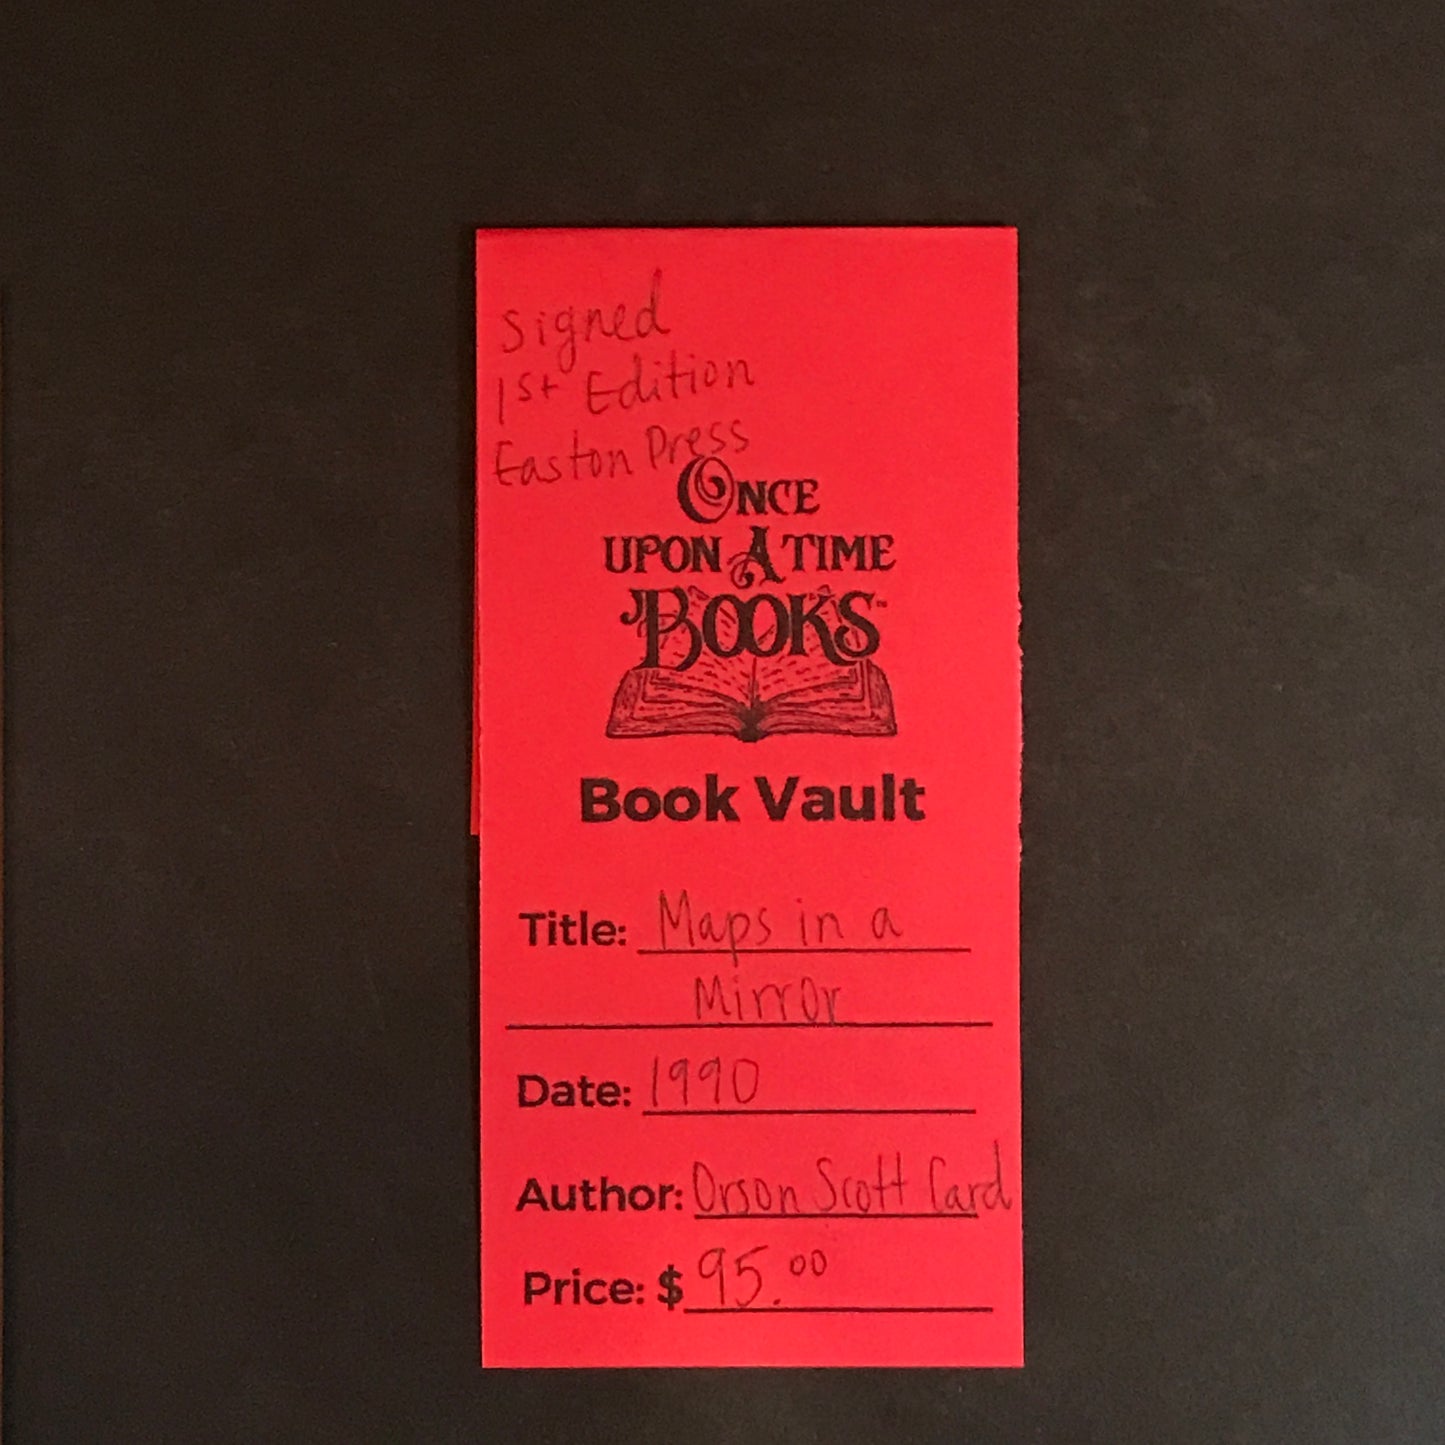 Signed
1st Edition
Easton Press
ONCE
UPON A TIME
BOOKS™
Book Vault
Title: Maps in a
Mirror
Date: 1990
Author: Orson Scott Card
Price: $ 95.00